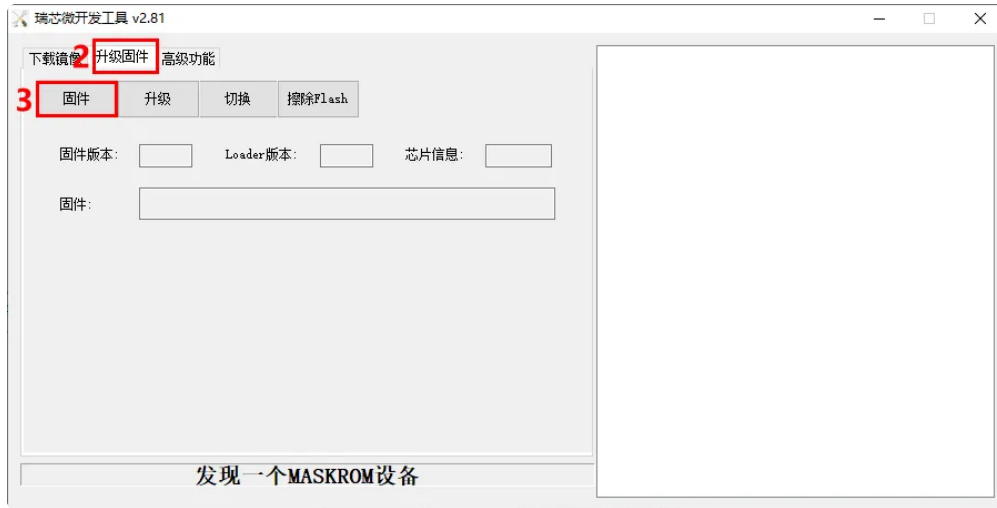 瑞芯微开发工具 v2.81
下载镜像 2 升级固件 高级功能
3 固件 升级 切换 擦除Flash
固件版本: Loader版本: 芯片信息:
固件:
发现一个MASKROM设备